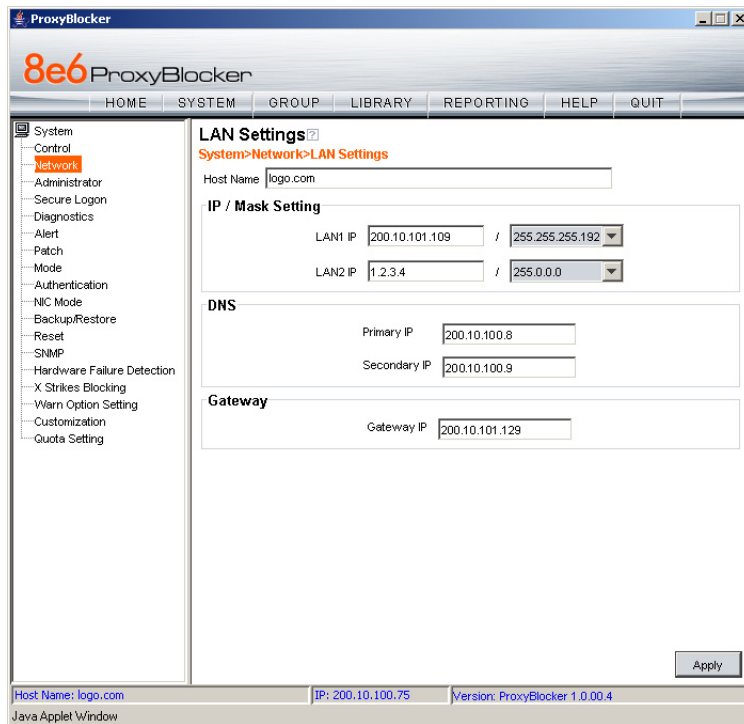 ProxyBlocker
8e6 ProxyBlocker
HOME SYSTEM GROUP LIBRARY REPORTING HELP QUIT
System
Control
Network
Administrator
Secure Logon
Diagnostics
Alert
Patch
Mode
Authentication
NIC Mode
Backup/Restore
Reset
SNMP
Hardware Failure Detection
X Strikes Blocking
Warn Option Setting
Customization
Quota Setting
LAN Settings ?
System>Network>LAN Settings
Host Name logo.com
IP / Mask Setting
LAN1 IP 200.10.101.109 / 255.255.255.192
LAN2 IP 1.2.3.4 / 255.0.0.0
DNS
Primary IP 200.10.100.8
Secondary IP 200.10.100.9
Gateway
Gateway IP 200.10.101.129
Apply
Host Name: logo.com IP: 200.10.100.75 Version: ProxyBlocker 1.0.00.4
Java Applet Window